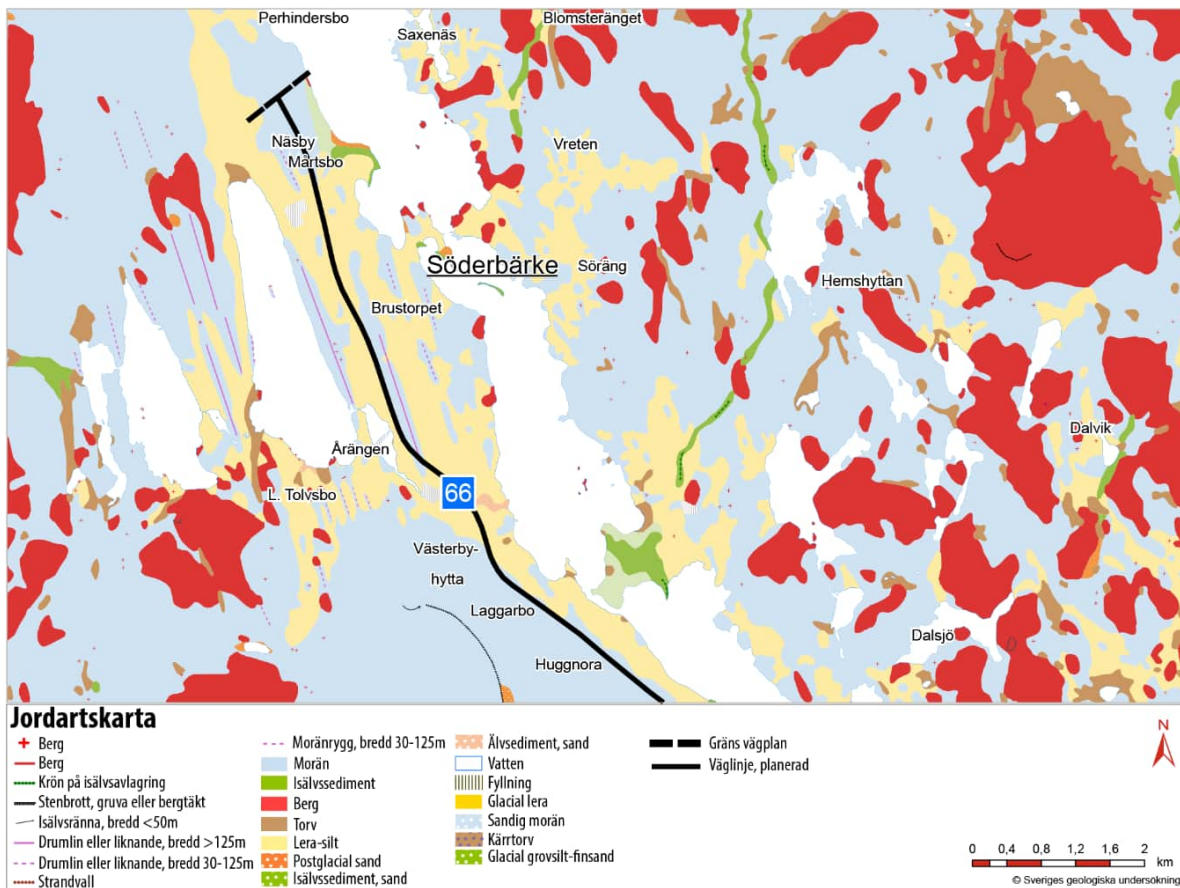 Perhindersbo
Blomsteränget
Saxenäs
Näsby
Mårtsbo
Vreten
Söderbärke
Söräng
Hemshyttan
Brustorpet
Dalvik
Årängen
L. Tolvsbo
66
Västerby-
hytta
Laggarbo
Dalsjö
Huggnora
Jordartskarta
Berg
Berg
Krön på isälvsavlagring
Stenbrott, gruva eller bergtäkt
Isälvsränna, bredd <50m
Drumlin eller liknande, bredd >125m
Drumlin eller liknande, bredd 30-125m
Strandvall
Moränrygg, bredd 30-125m
Morän
Isälvssediment
Berg
Torv
Lera-silt
Postglacial sand
Isälvssediment, sand
Älvsediment, sand
Vatten
Fyllning
Glacial lera
Sandig morän
Kärrtorv
Glacial grovsilt-finsand
Gräns vägplan
Väglinje, planerad
N
0 0,4 0,8 1,2 1,6 2
km
© Sveriges geologiska undersökning